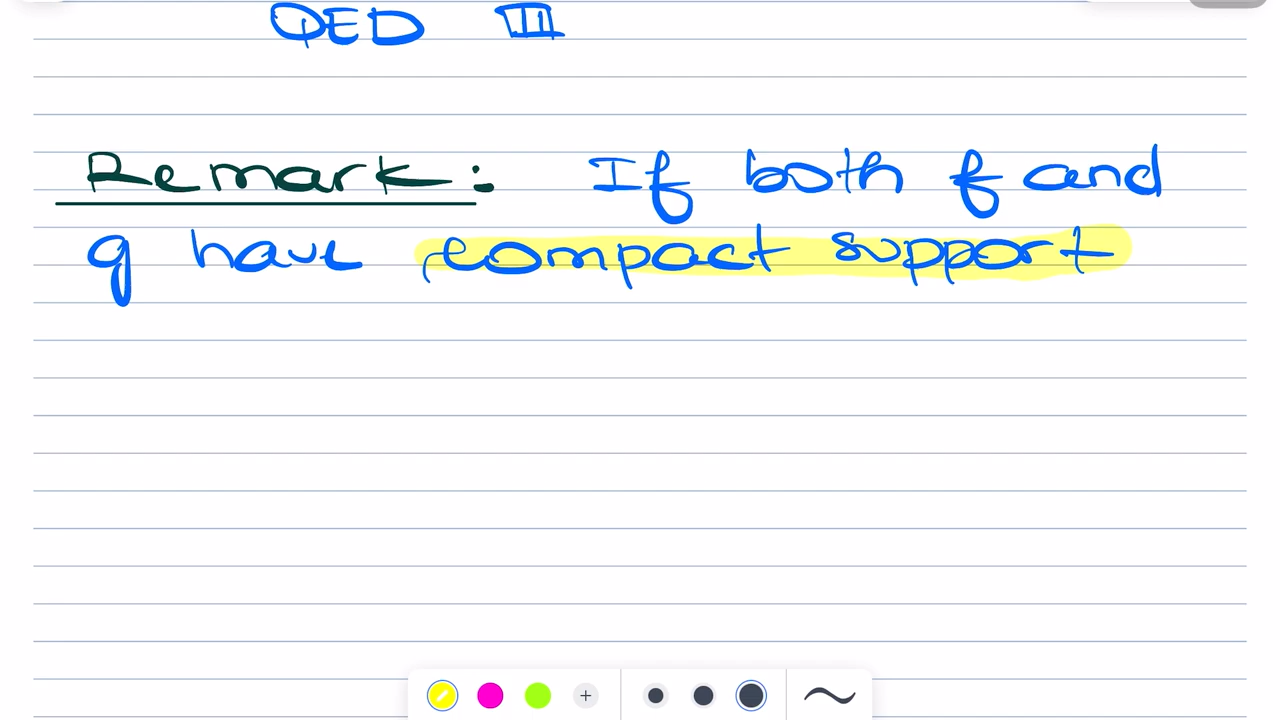 QED III
Remark: If both f and
g have compact support